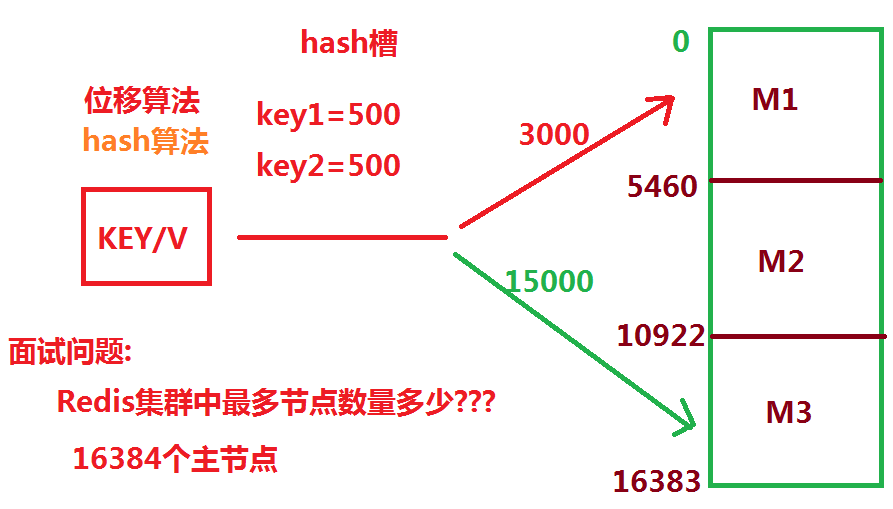 hash槽
0
位移算法
hash算法
key1=500
key2=500
3000
M1
5460
KEY/V
M2
15000
10922
面试问题:
Redis集群中最多节点数量多少???
16384个主节点
M3
16383